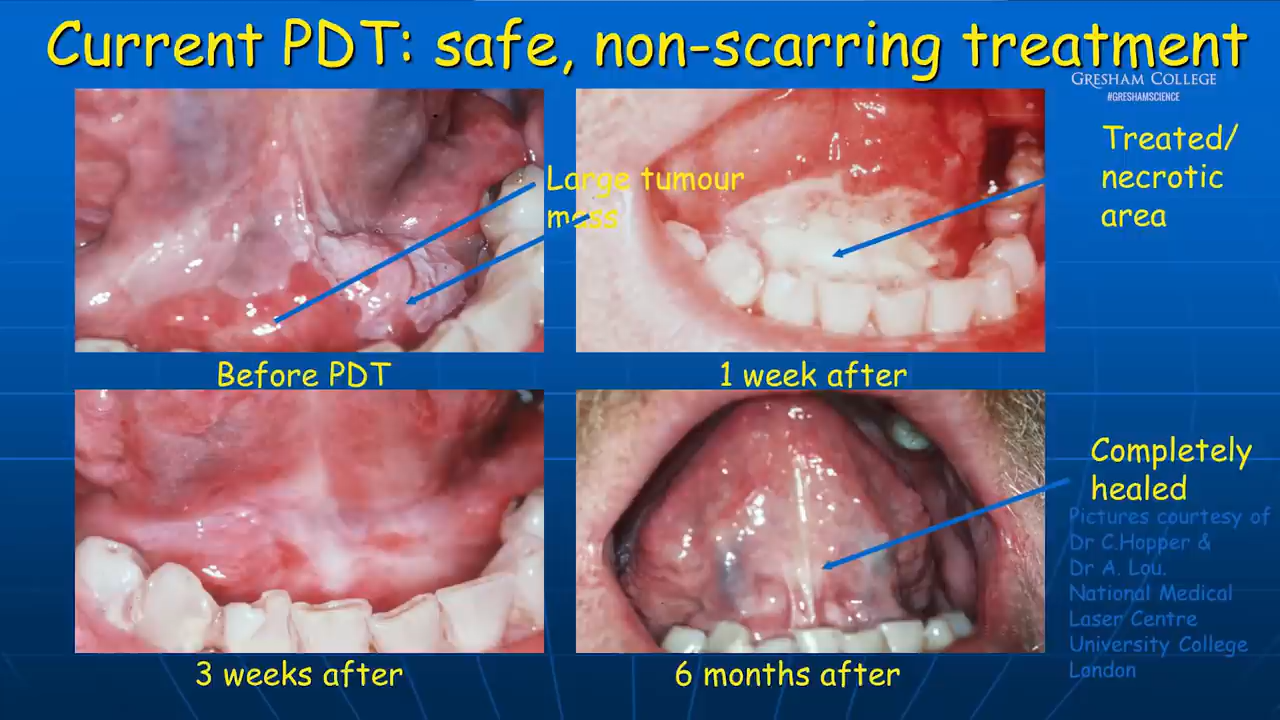 Current PDT: safe, non-scarring treatment
GRESHAM COLLEGE
#GRESHAMSCIENCE
Large tumour
mass
Treated/
necrotic
area
Before PDT
1 week after
Completely
healed
Pictures courtesy of
Dr C.Hopper &
Dr A. Lou.
National Medical
Laser Centre
University College
London
3 weeks after
6 months after